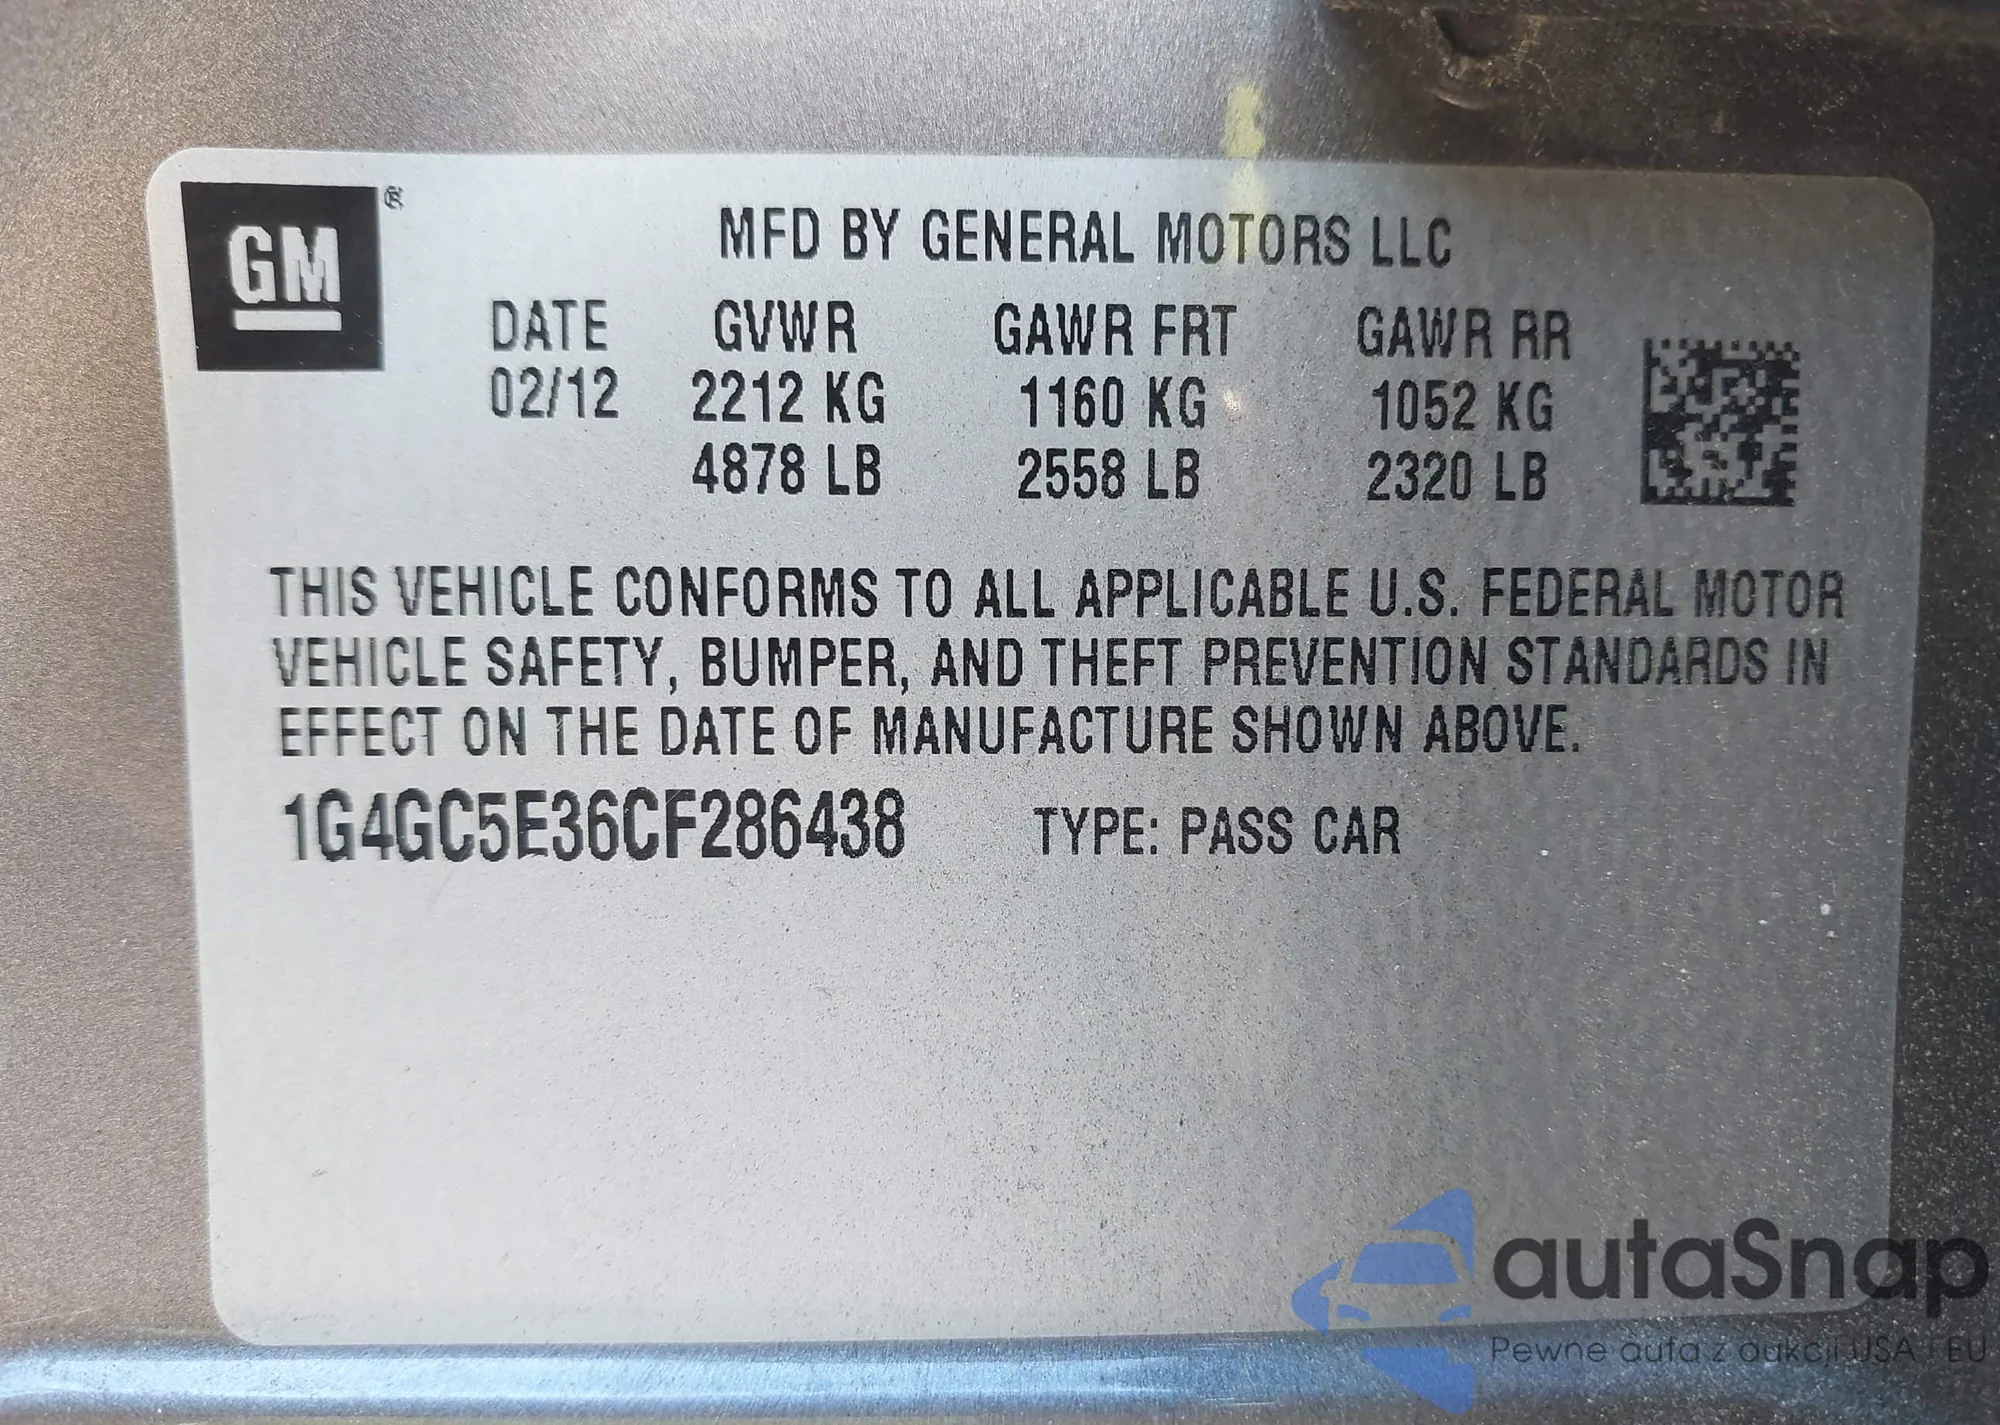 GM ®
MFD BY GENERAL MOTORS LLC
DATE GVWR GAWR FRT GAWR RR
02/12 2212 KG 1160 KG 1052 KG
4878 LB 2558 LB 2320 LB
THIS VEHICLE CONFORMS TO ALL APPLICABLE U.S. FEDERAL MOTOR
VEHICLE SAFETY, BUMPER, AND THEFT PREVENTION STANDARDS IN
EFFECT ON THE DATE OF MANUFACTURE SHOWN ABOVE.
1G4GC5E36CF286438 TYPE: PASS CAR
autaSnap
Pewne auta z aukcji USA i EU